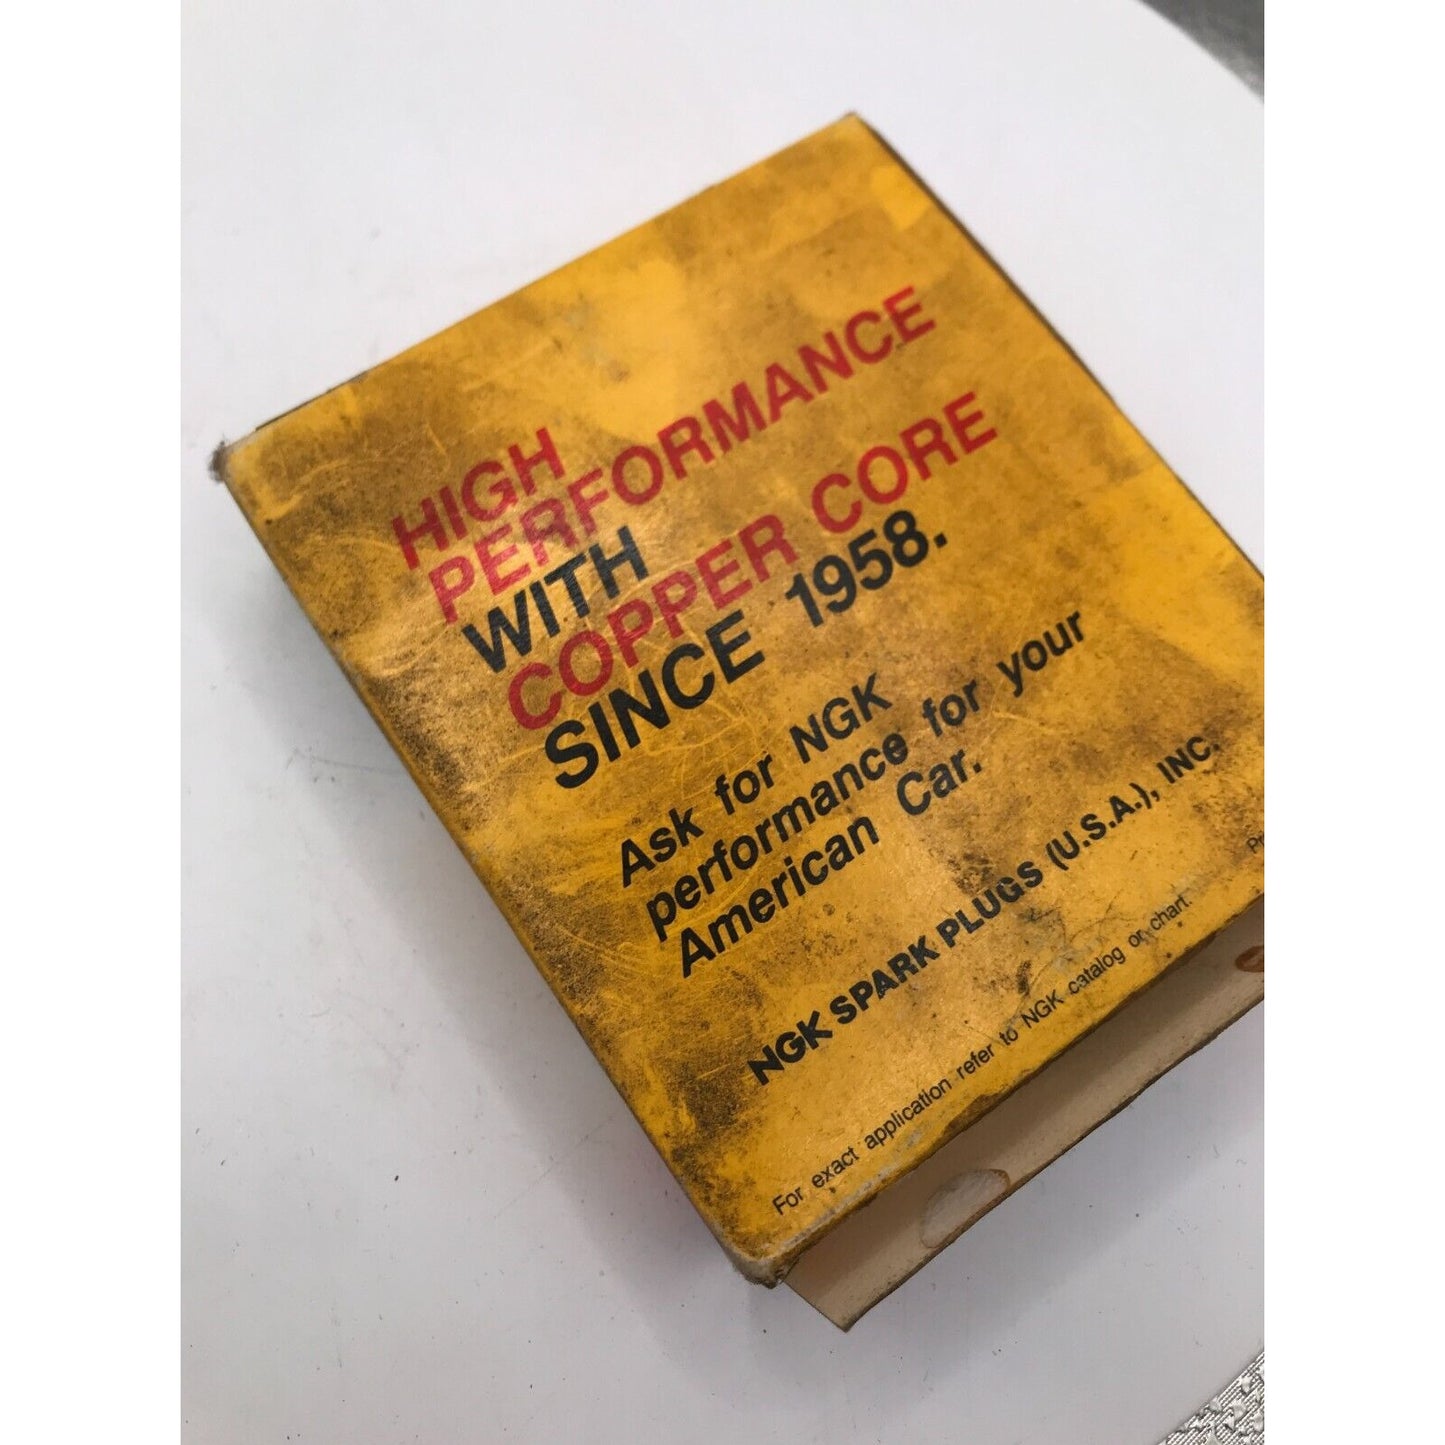 HIGH
PERFORMANCE
WITH
COPPER CORE
SINCE 1958.
Ask for NGK
performance for your
American Car.
NGK SPARK PLUGS (U.S.A.), INC.
For exact application refer to NGK catalog or chart.